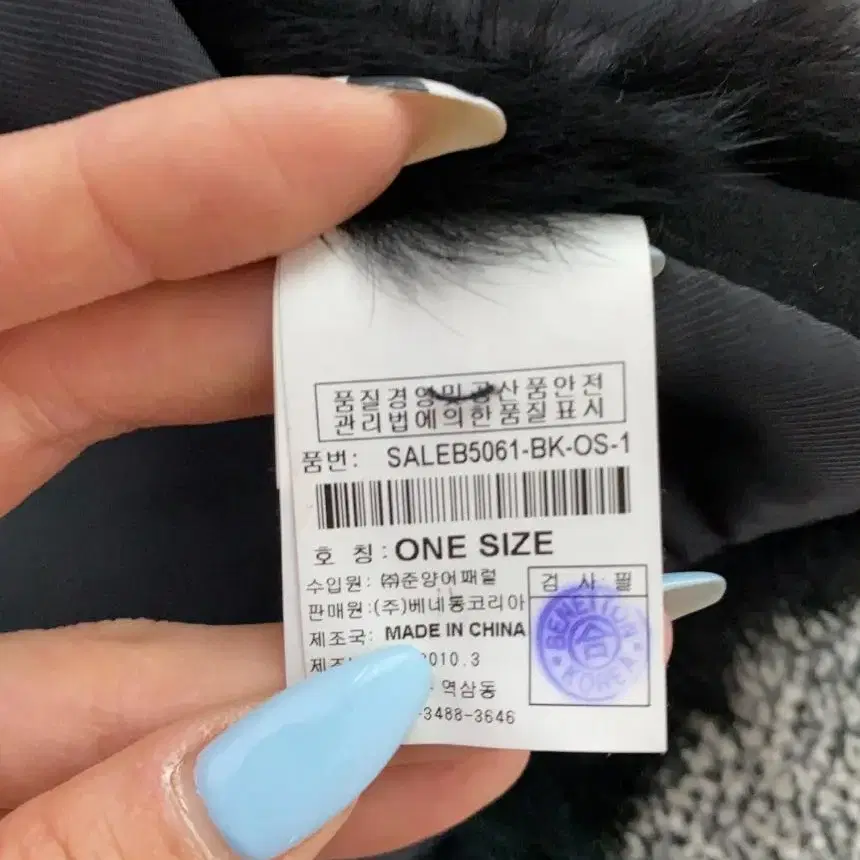 품질경영및공산품안전
관리법에의한품질표시
품번: SALEB5061-BK-OS-1
호 칭: ONE SIZE
수입원: ㈜준양어패럴
판매원: (주)베네통코리아
제조국: MADE IN CHINA
010.3
역삼동
-3488-3646
검 사 필
BENETTON
合
KOREA